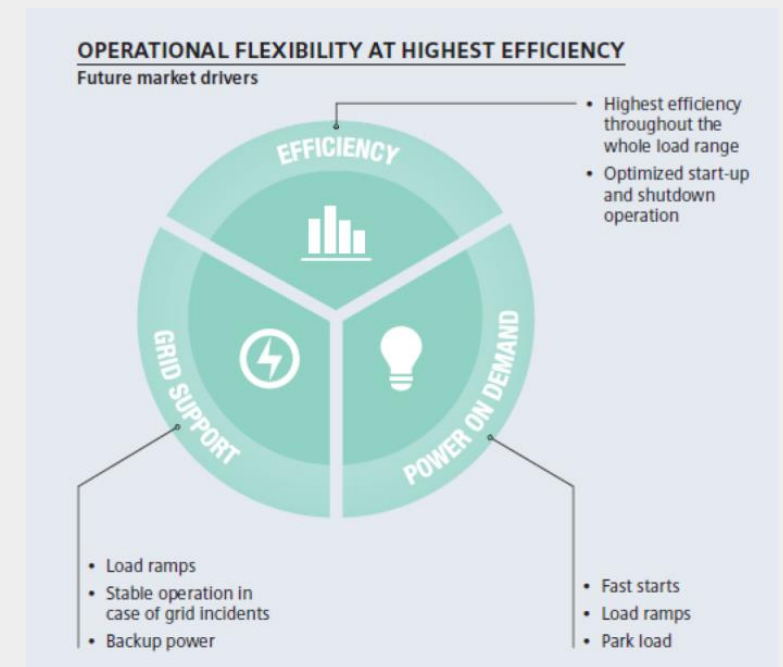 OPERATIONAL FLEXIBILITY AT HIGHEST EFFICIENCY
Future market drivers
• Highest efficiency
throughout the
whole load range
• Optimized start-up
and shutdown
operation
EFFICIENCY
GRID SUPPORT
POWER ON DEMAND
• Load ramps
• Stable operation in
case of grid incidents
• Backup power
• Fast starts
• Load ramps
• Park load